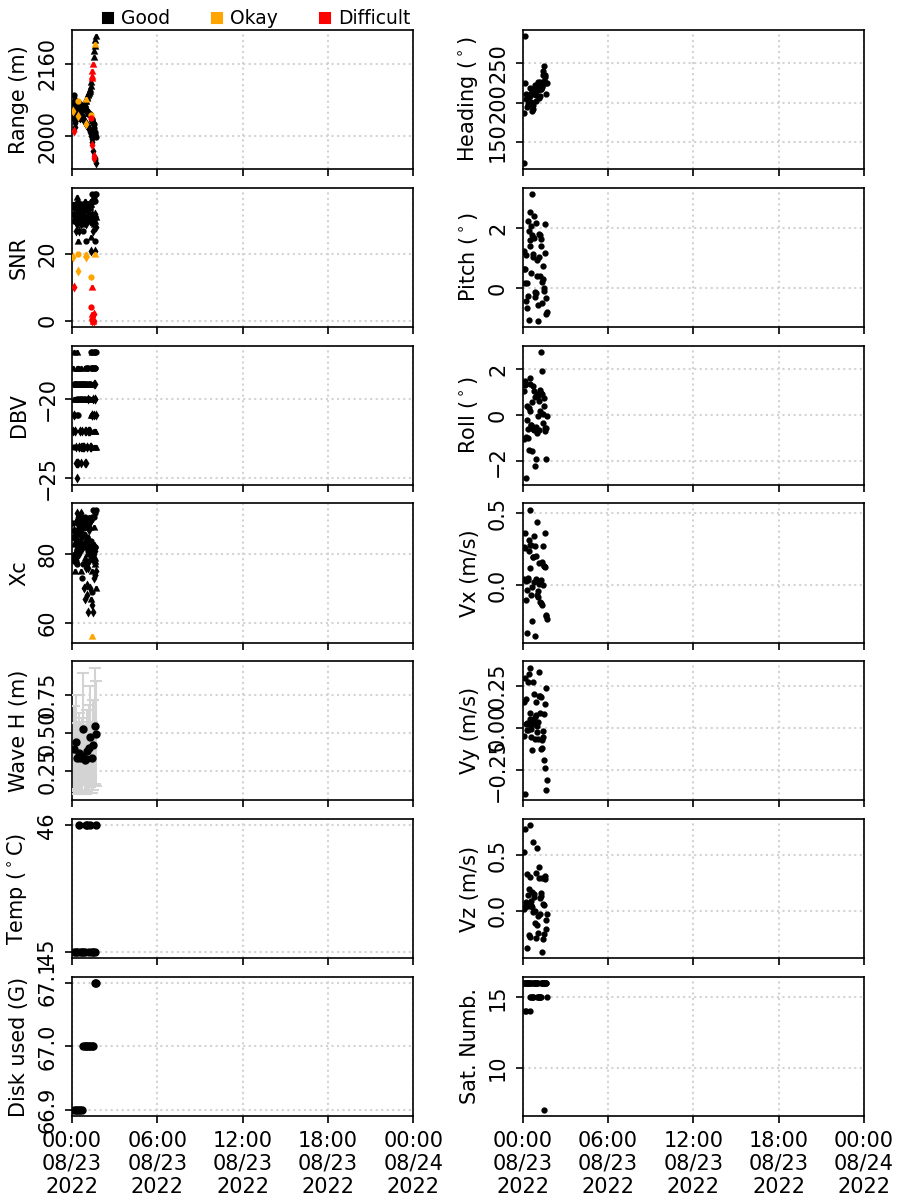 Good Okay Difficult
Range (m)
2160
2000
Heading (°)
250
200
150
SNR
20
0
Pitch (°)
2
0
DBV
−20
−25
Roll (°)
2
0
−2
Xc
80
60
Vx (m/s)
0.5
0.0
Wave H (m)
0.75
0.50
0.25
Vy (m/s)
0.25
0.00
−0.25
Temp (°C)
46
45
Vz (m/s)
0.5
0.0
Disk used (G)
67.1
67.0
66.9
Sat. Numb.
15
10
00:00 06:00 12:00 18:00 00:00
08/23 08/23 08/23 08/23 08/24
2022 2022 2022 2022 2022
00:00 06:00 12:00 18:00 00:00
08/23 08/23 08/23 08/23 08/24
2022 2022 2022 2022 2022